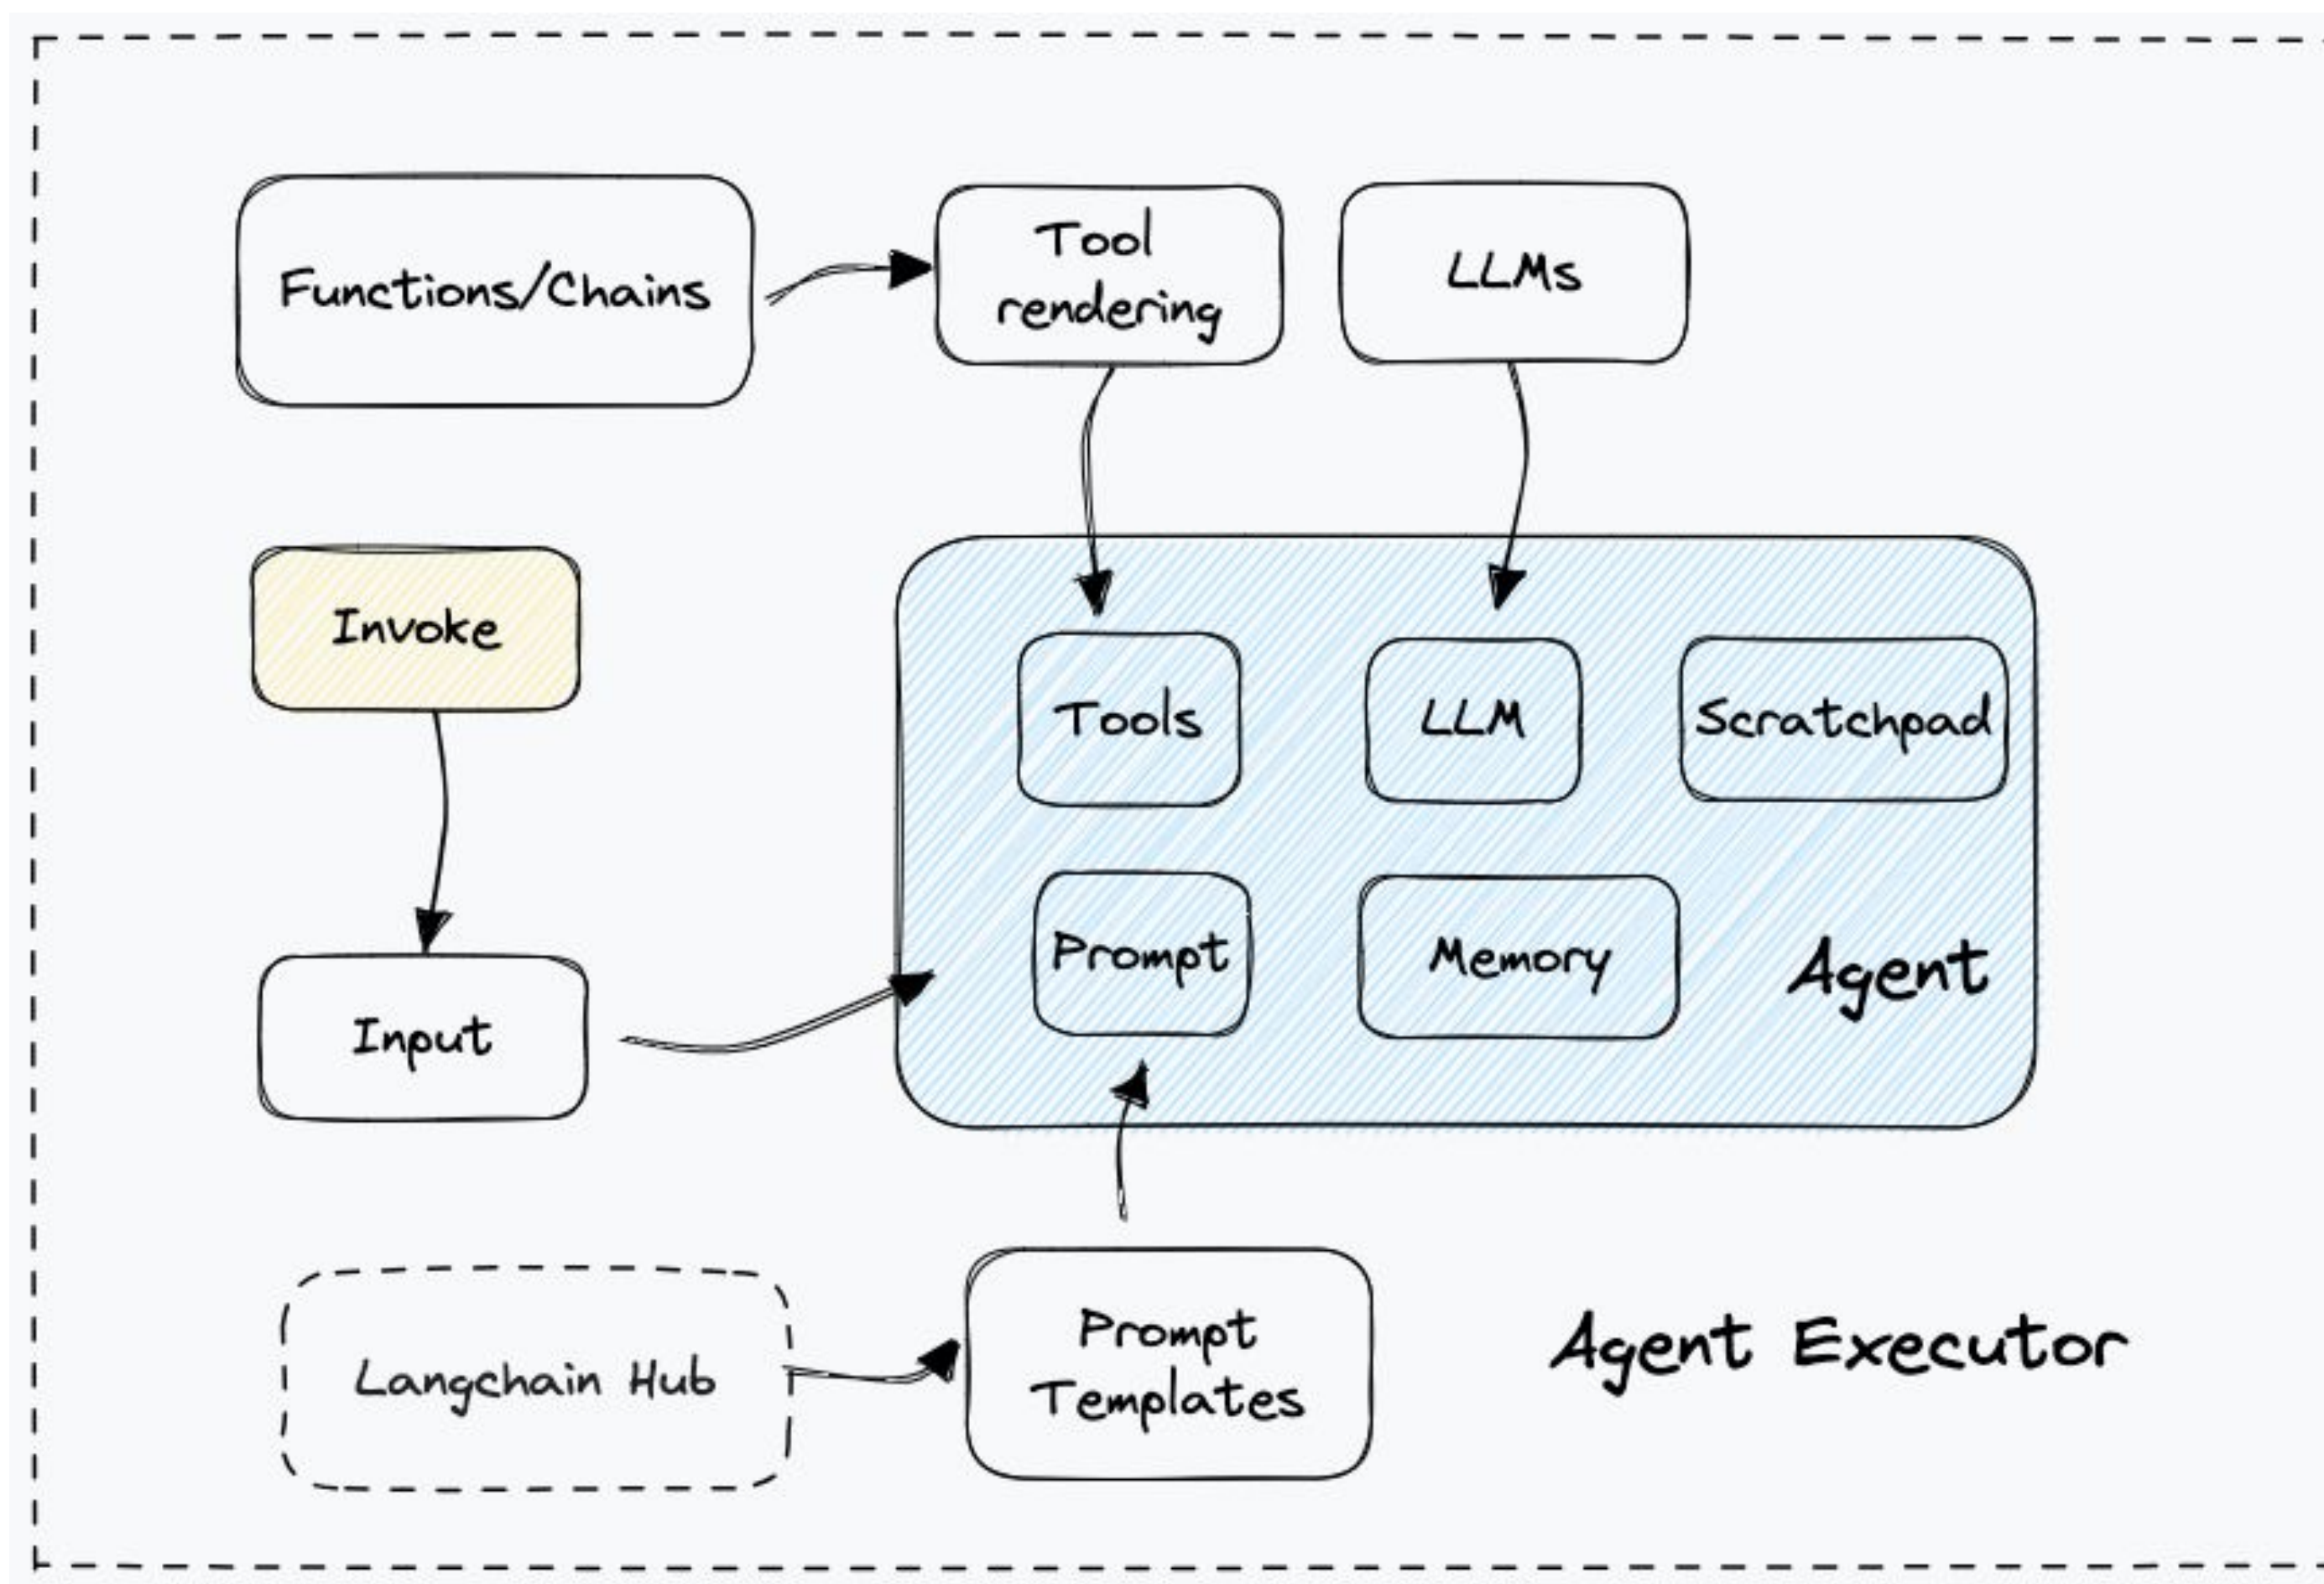 Functions/Chains
Tool
rendering
LLMs
Invoke
Tools
LLM
Scratchpad
Prompt
Memory
Agent
Input
Langchain Hub
Prompt
Templates
Agent Executor